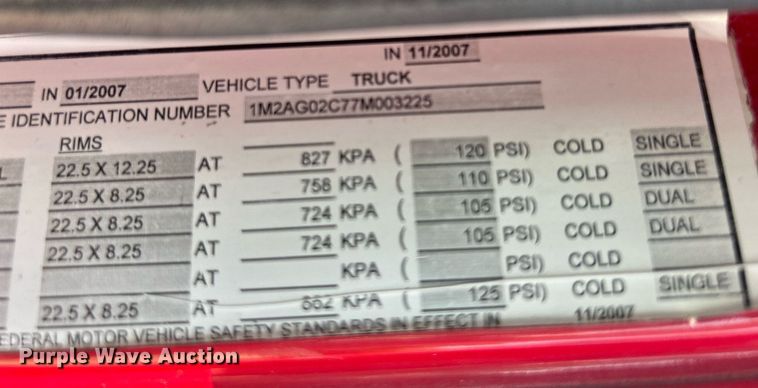 IN 11/2007
IN 01/2007 VEHICLE TYPE TRUCK
E IDENTIFICATION NUMBER 1M2AG02C77M003225
RIMS
22.5 X 12.25 AT 827 KPA ( 120 PSI) COLD SINGLE
22.5 X 8.25 AT 758 KPA ( 110 PSI) COLD SINGLE
22.5 X 8.25 AT 724 KPA ( 105 PSI) COLD DUAL
22.5 X 8.25 AT 724 KPA ( 105 PSI) COLD DUAL
AT KPA ( PSI) COLD
22.5 X 8.25 AT 862 KPA ( 125 PSI) COLD SINGLE
EDERAL MOTOR VEHICLE SAFETY STANDARDS IN EFFECT IN 11/2007
Purple Wave Auction